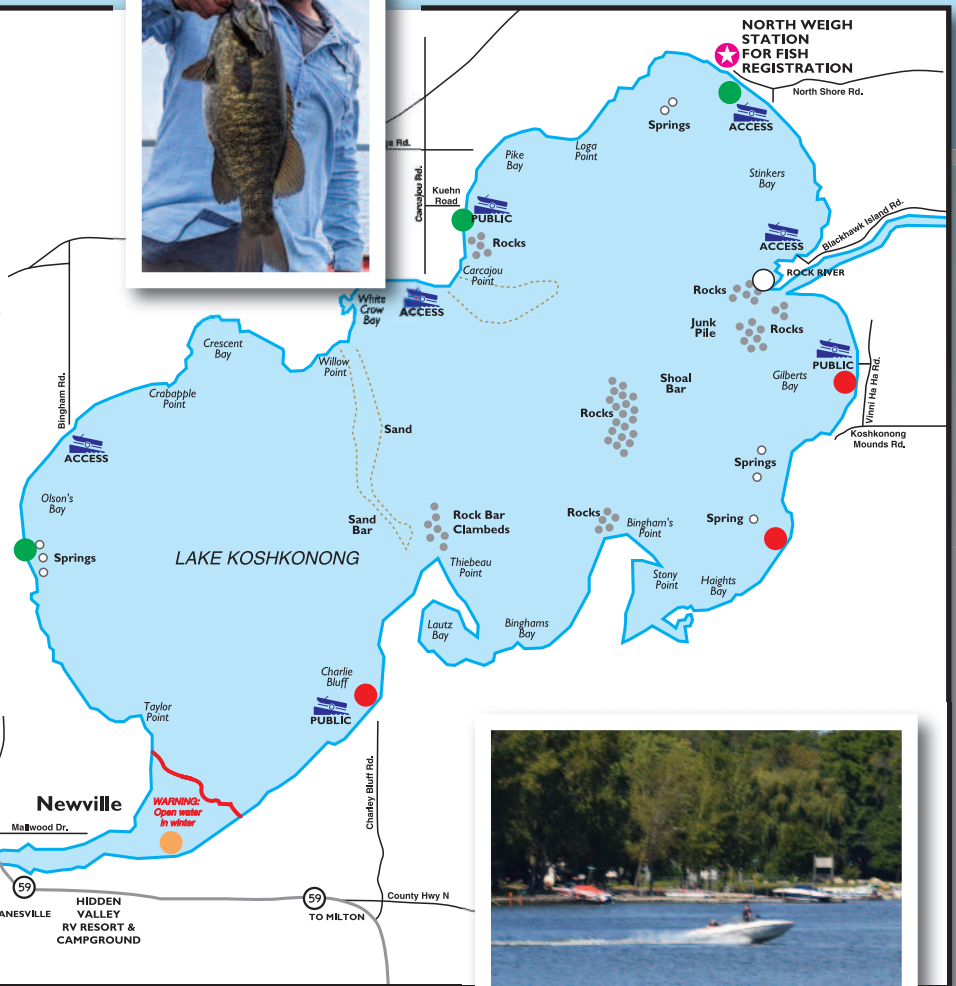 NORTH WEIGH
STATION
FOR FISH
REGISTRATION
North Shore Rd.
ACCESS
Springs
Loga
Point
Pike
Bay
Stinkers
Bay
Rd.
Carcajou Rd.
Kuehn
Road
PUBLIC
Rocks
Carcajou
Point
ACCESS
Blackhawk Island Rd.
ROCK RIVER
Rocks
Junk
Pile
Rocks
White
Crow
Bay
ACCESS
Crescent
Bay
Willow
Point
Crabapple
Point
Bingham Rd.
ACCESS
PUBLIC
Gilberts
Bay
Vinni Ha Ha Rd.
Koshkonong
Mounds Rd.
Shoal
Bar
Rocks
Sand
Springs
Olson's
Bay
Springs
LAKE KOSHKONONG
Sand
Bar
Rock Bar
Clambeds
Rocks
Bingham's
Point
Spring
Thiebeau
Point
Stony
Point
Haights
Bay
Lautz
Bay
Binghams
Bay
Charlie
Bluff
PUBLIC
Taylor
Point
WARNING:
Open water
in winter
Newville
Mallwood Dr.
Charley Bluff Rd.
59
ANESVILLE
HIDDEN
VALLEY
RV RESORT &
CAMPGROUND
59
TO MILTON
County Hwy N